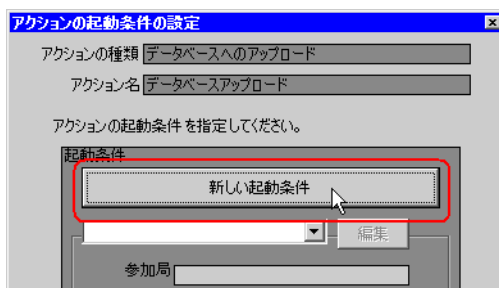 アクションの起動条件の設定
アクションの種類 データベースへのアップロード
アクション名 データベースアップロード
アクションの起動条件を指定してください。
起動条件
新しい起動条件
編集
参加局